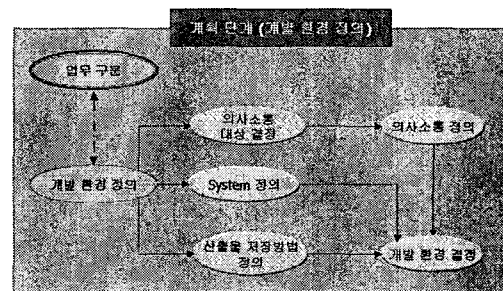 계획 단계 (개발 환경 정의)
업무 구분
의사소통
대상 결정
의사소통 정의
개발 환경 정의
System 정의
산출물 저장방법
정의
개발 환경 결정